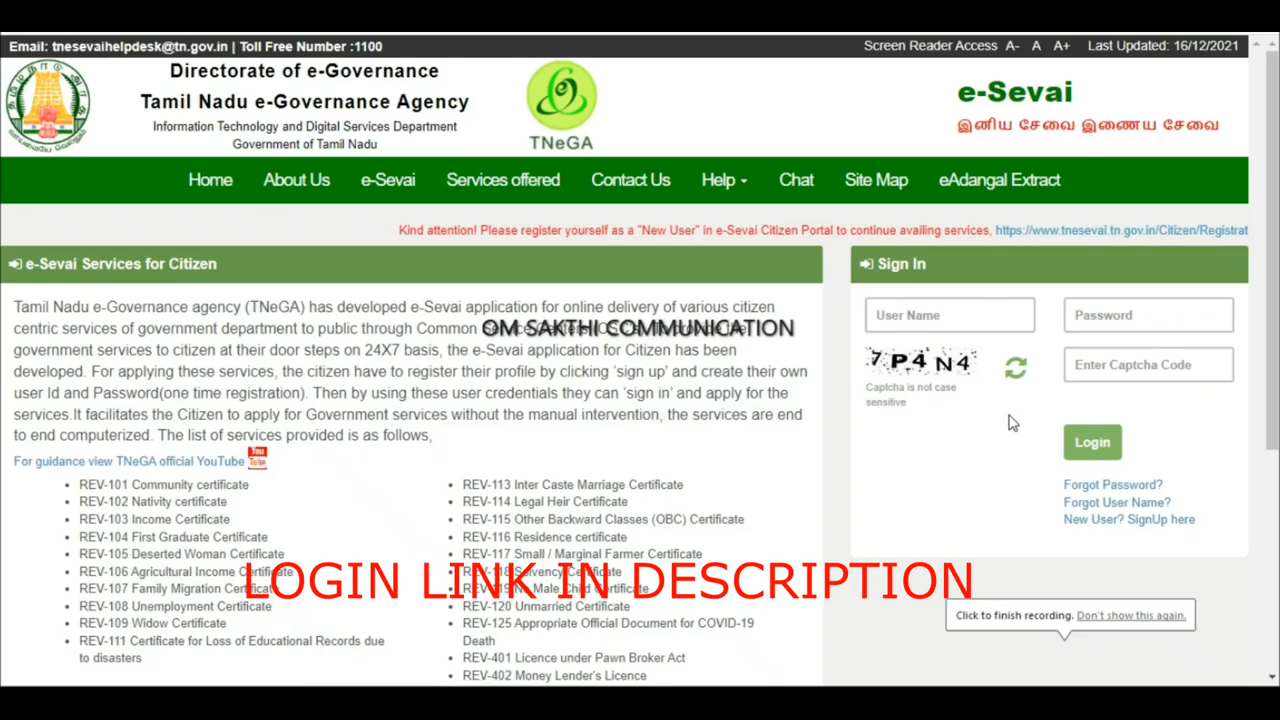 Email: tnesevaihelpdesk@tn.gov.in | Toll Free Number :1100
Screen Reader Access A- A A+ Last Updated: 16/12/2021
Directorate of e-Governance
Tamil Nadu e-Governance Agency
Information Technology and Digital Services Department
Government of Tamil Nadu
TNeGA
e-Sevai
இனிய சேவை இணைய சேவை
Home About Us e-Sevai Services offered Contact Us Help Chat Site Map eAdangal Extract
Kind attention! Please register yourself as a "New User" in e-Sevai Citizen Portal to continue availing services, https://www.tnesevai.tn.gov.in/Citizen/Registrat
e-Sevai Services for Citizen
Tamil Nadu e-Governance agency (TNeGA) has developed e-Sevai application for online delivery of various citizen
centric services of government department to public through Common
OM SAKTHI COMMUNICATION
government services to citizen at their door steps on 24X7 basis, the e-Sevai application for Citizen has been
developed. For applying these services, the citizen have to register their profile by clicking 'sign up' and create their own
user Id and Password(one time registration). Then by using these user credentials they can 'sign in' and apply for the
services.It facilitates the Citizen to apply for Government services without the manual intervention, the services are end
to end computerized. The list of services provided is as follows,
For guidance view TNeGA official YouTube
You
Tube
REV-101 Community certificate
REV-102 Nativity certificate
REV-103 Income Certificate
REV-104 First Graduate Certificate
REV-105 Deserted Woman Certificate
REV-106 Agricultural Income Certificate
REV-107 Family Migration Certificate
REV-108 Unemployment Certificate
REV-109 Widow Certificate
REV-111 Certificate for Loss of Educational Records due
to disasters
REV-113 Inter Caste Marriage Certificate
REV-114 Legal Heir Certificate
REV-115 Other Backward Classes (OBC) Certificate
REV-116 Residence certificate
REV-117 Small / Marginal Farmer Certificate
REV-118 Solvency Certificate
REV-119 No Male Child Certificate
REV-120 Unmarried Certificate
REV-125 Appropriate Official Document for COVID-19
Death
REV-401 Licence under Pawn Broker Act
REV-402 Money Lender's Licence
LOGIN LINK IN DESCRIPTION
Sign In
User Name
Password
7P4N4
Enter Captcha Code
Captcha is not case
sensitive
Login
Forgot Password?
Forgot User Name?
New User? SignUp here
Click to finish recording. Don't show this again.